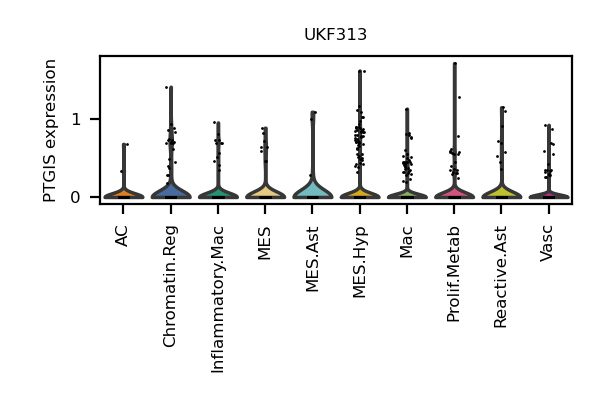 UKF313
PTGIS expression
1
0
AC
Chromatin.Reg
Inflammatory.Mac
MES
MES.Ast
MES.Hyp
Mac
Prolif.Metab
Reactive.Ast
Vasc